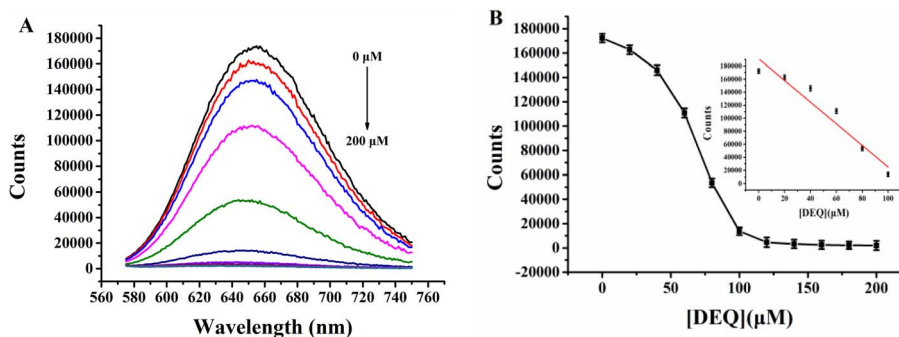 A
180000
160000
140000
120000
100000
80000
60000
40000
20000
0
Counts
0 μM
200 μM
560 580 600 620 640 660 680 700 720 740 760
Wavelength (nm)
B
180000
160000
140000
120000
100000
80000
60000
40000
20000
0
-20000
Counts
0 50 100 150 200
[DEQ](μM)
180000
160000
140000
120000
100000
80000
60000
40000
20000
0
Counts
0 20 40 60 80 100
[DEQ](μM)